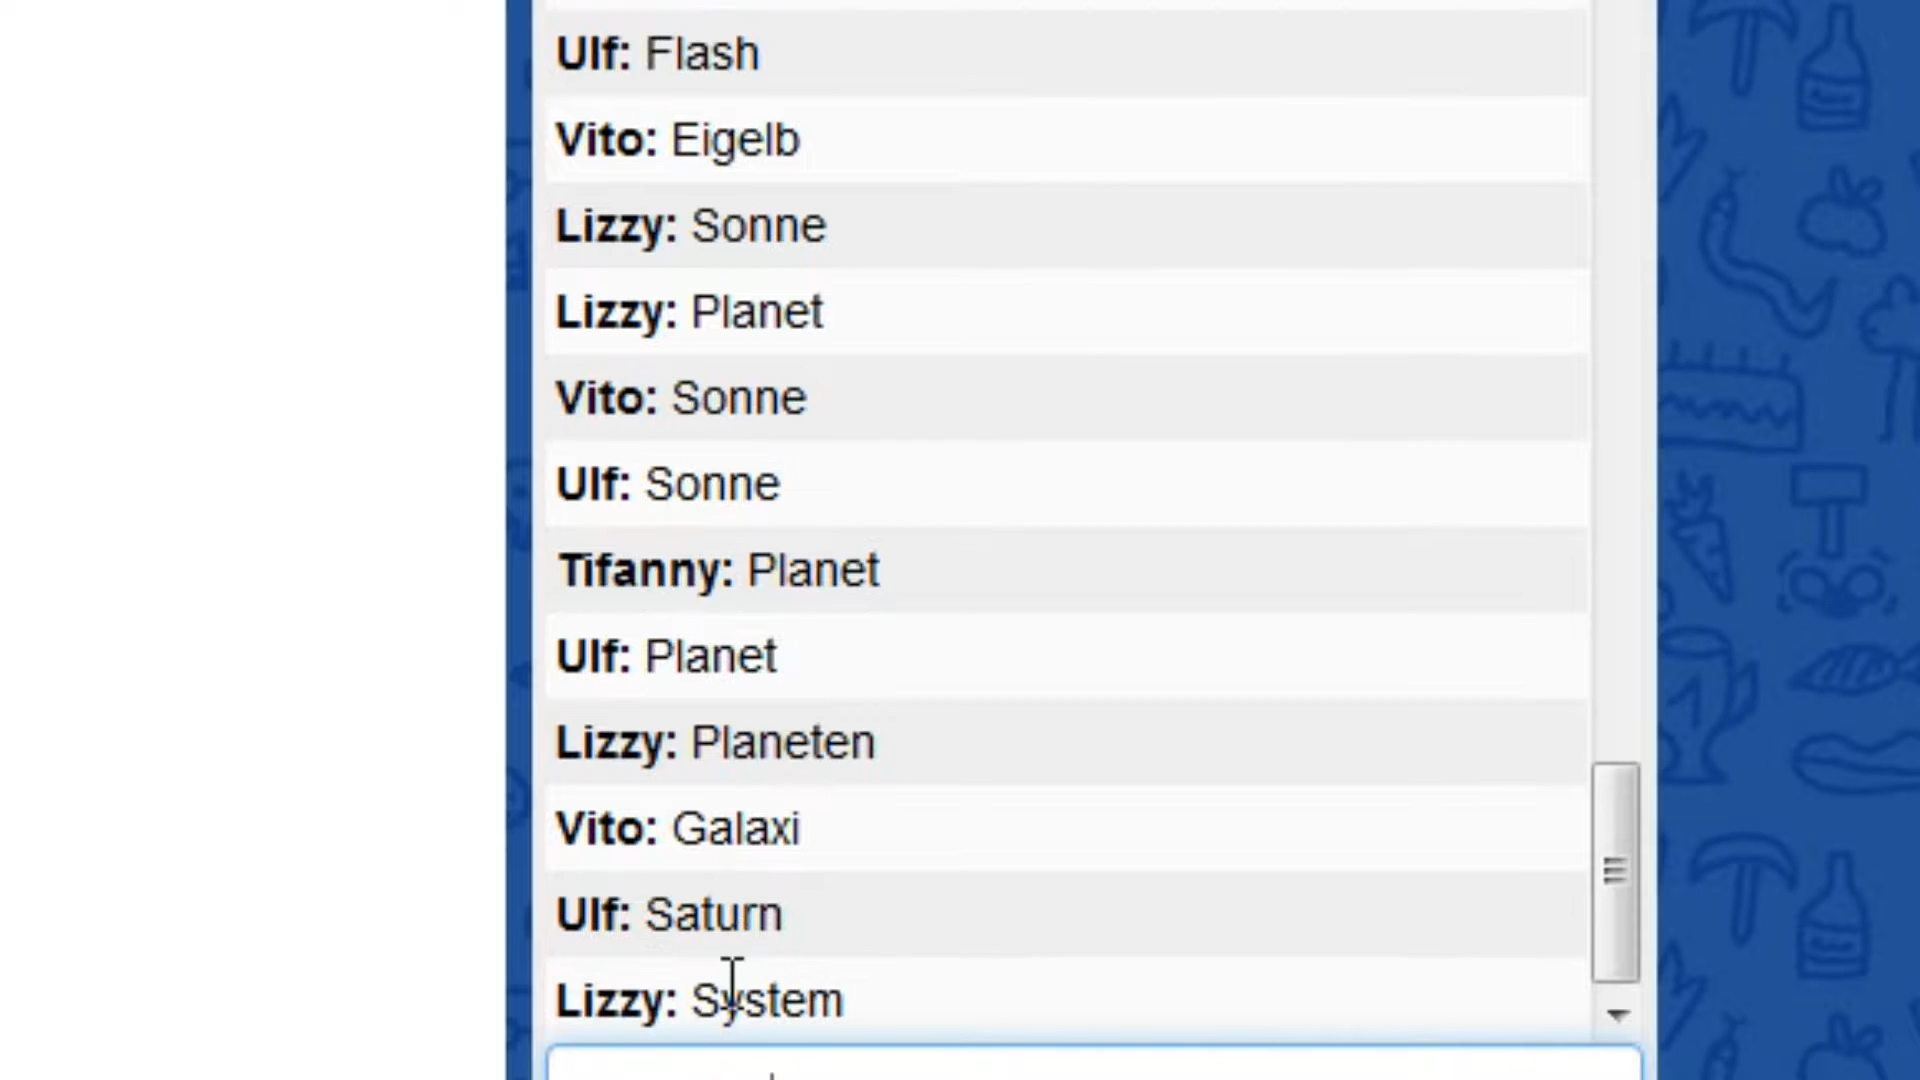 Ulf: Flash
Vito: Eigelb
Lizzy: Sonne
Lizzy: Planet
Vito: Sonne
Ulf: Sonne
Tifanny: Planet
Ulf: Planet
Lizzy: Planeten
Vito: Galaxi
Ulf: Saturn
Lizzy: System